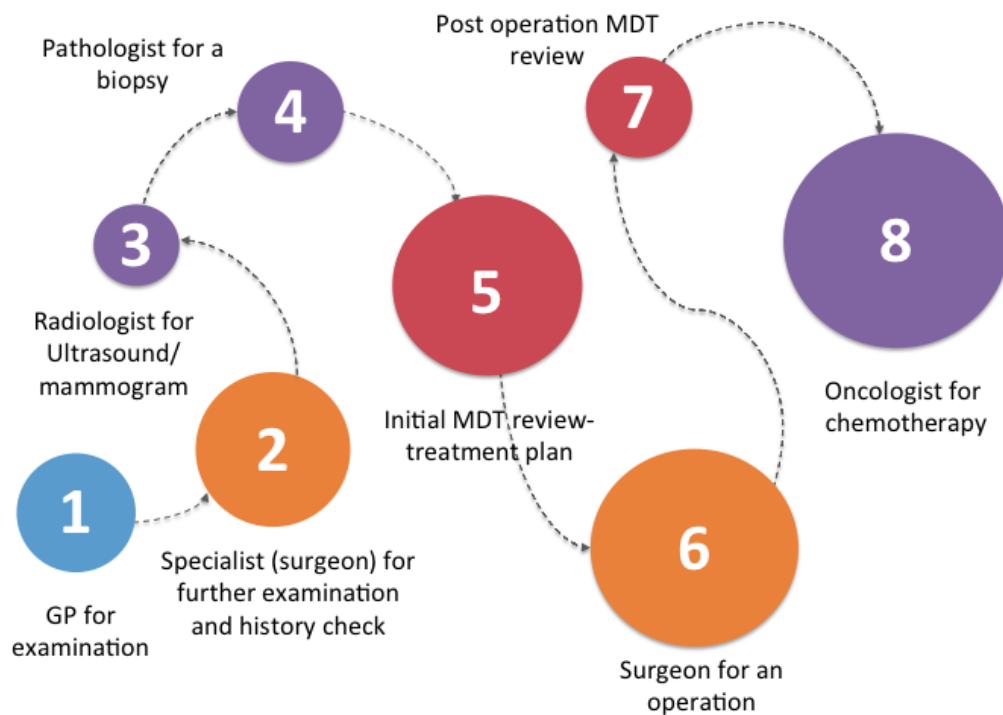 1
GP for
examination
2
Specialist (surgeon) for
further examination
and history check
3
Radiologist for
Ultrasound/
mammogram
4
Pathologist for a
biopsy
5
Initial MDT review-
treatment plan
6
Surgeon for an
operation
7
Post operation MDT
review
8
Oncologist for
chemotherapy